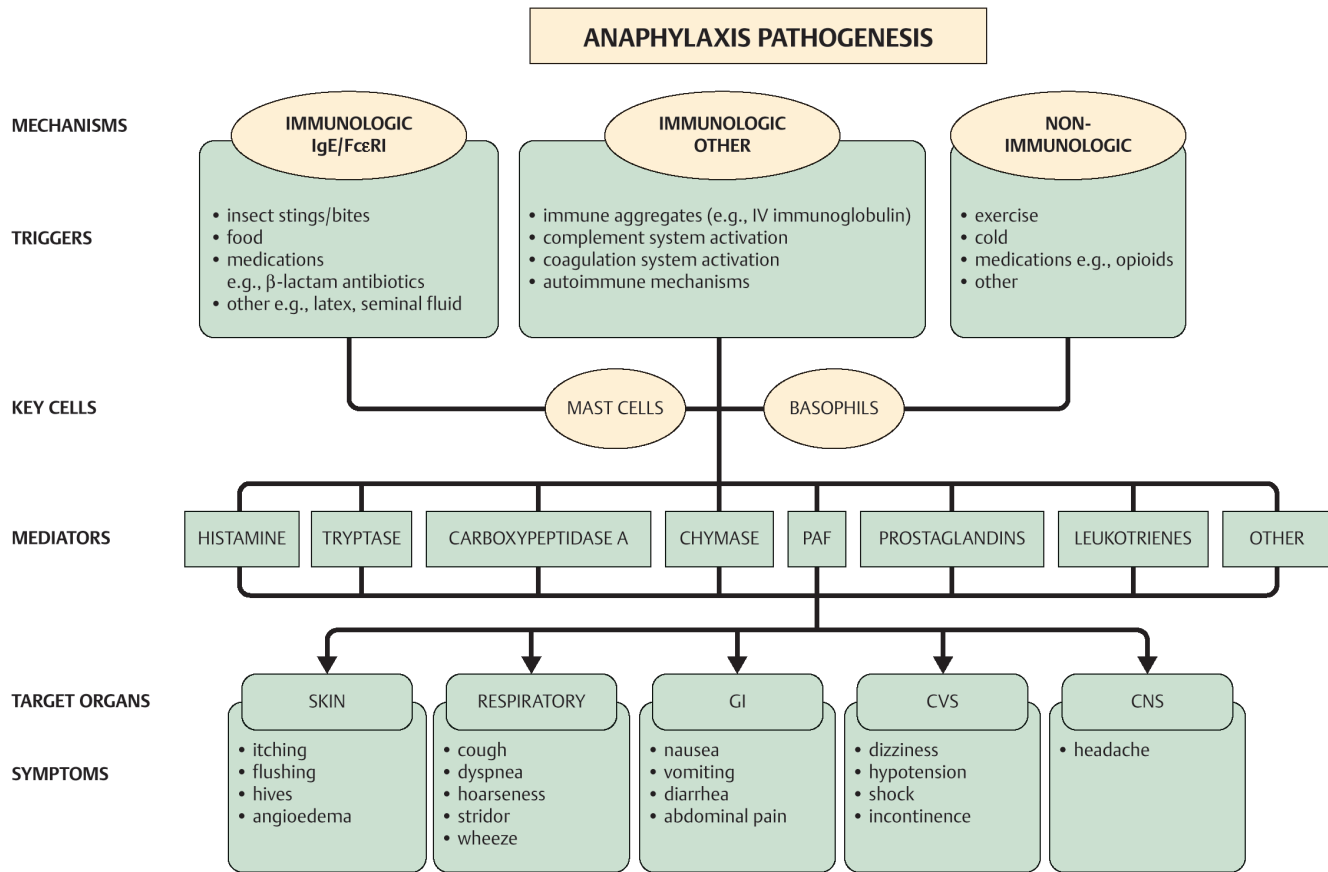 ANAPHYLAXIS PATHOGENESIS
MECHANISMS
IMMUNOLOGIC
IgE/FcεRI
IMMUNOLOGIC
OTHER
NON-
IMMUNOLOGIC
TRIGGERS
• insect stings/bites
• food
• medications
e.g., β-lactam antibiotics
• other e.g., latex, seminal fluid
• immune aggregates (e.g., IV immunoglobulin)
• complement system activation
• coagulation system activation
• autoimmune mechanisms
• exercise
• cold
• medications e.g., opioids
• other
KEY CELLS
MAST CELLS
BASOPHILS
MEDIATORS
HISTAMINE
TRYPTASE
CARBOXYPEPTIDASE A
CHYMASE
PAF
PROSTAGLANDINS
LEUKOTRIENES
OTHER
TARGET ORGANS
SKIN
RESPIRATORY
GI
CVS
CNS
SYMPTOMS
• itching
• flushing
• hives
• angioedema
• cough
• dyspnea
• hoarseness
• stridor
• wheeze
• nausea
• vomiting
• diarrhea
• abdominal pain
• dizziness
• hypotension
• shock
• incontinence
• headache